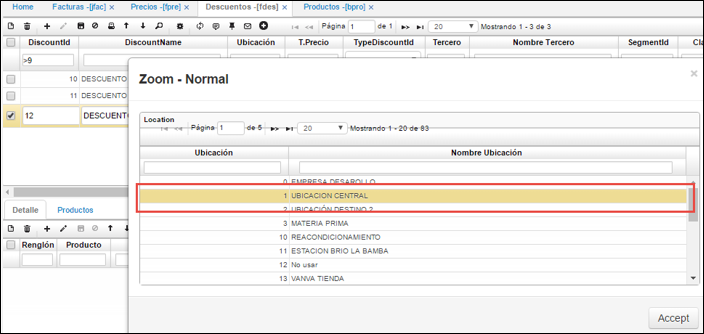 Home Facturas -[jfac] × Precios -[fpre] × Descuentos -[fdes] × Productos -[bpro] ×
Página 1 de 1 20 Mostrando 1 - 3 de 3
DiscountId DiscountName Ubicación T.Precio TypeDiscountId Tercero Nombre Tercero SegmentId Cla
>9
10 DESCUENTO
11 DESCUENTO
12 DESCUENTO
Zoom - Normal ×
Location
Página 1 de 5 20 Mostrando 1 - 20 de 83
Ubicación Nombre Ubicación
0 EMPRESA DESAROLLO
1 UBICACION CENTRAL
2 UBICACIÓN DESTINO 2
3 MATERIA PRIMA
10 REACONDICIONAMIENTO
11 ESTACION BRIO LA BAMBA
12 No usar
13 VANVA TIENDA
Detalle Productos
Renglón Producto
Accept